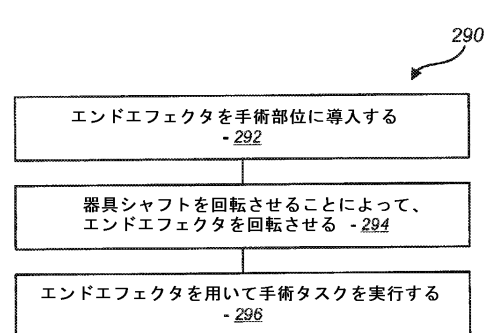 290
エンドエフェクタを手術部位に導入する
- 292
器具シャフトを回転させることによって、
エンドエフェクタを回転させる - 294
エンドエフェクタを用いて手術タスクを実行する
- 296